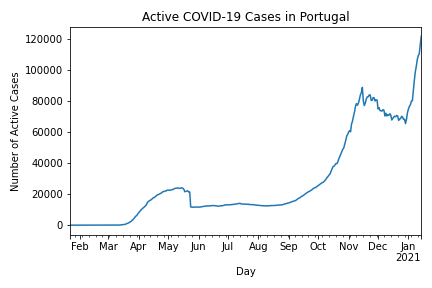 Active COVID-19 Cases in Portugal
Number of Active Cases
120000
100000
80000
60000
40000
20000
0
Feb Mar Apr May Jun Jul Aug Sep Oct Nov Dec Jan
2021
Day